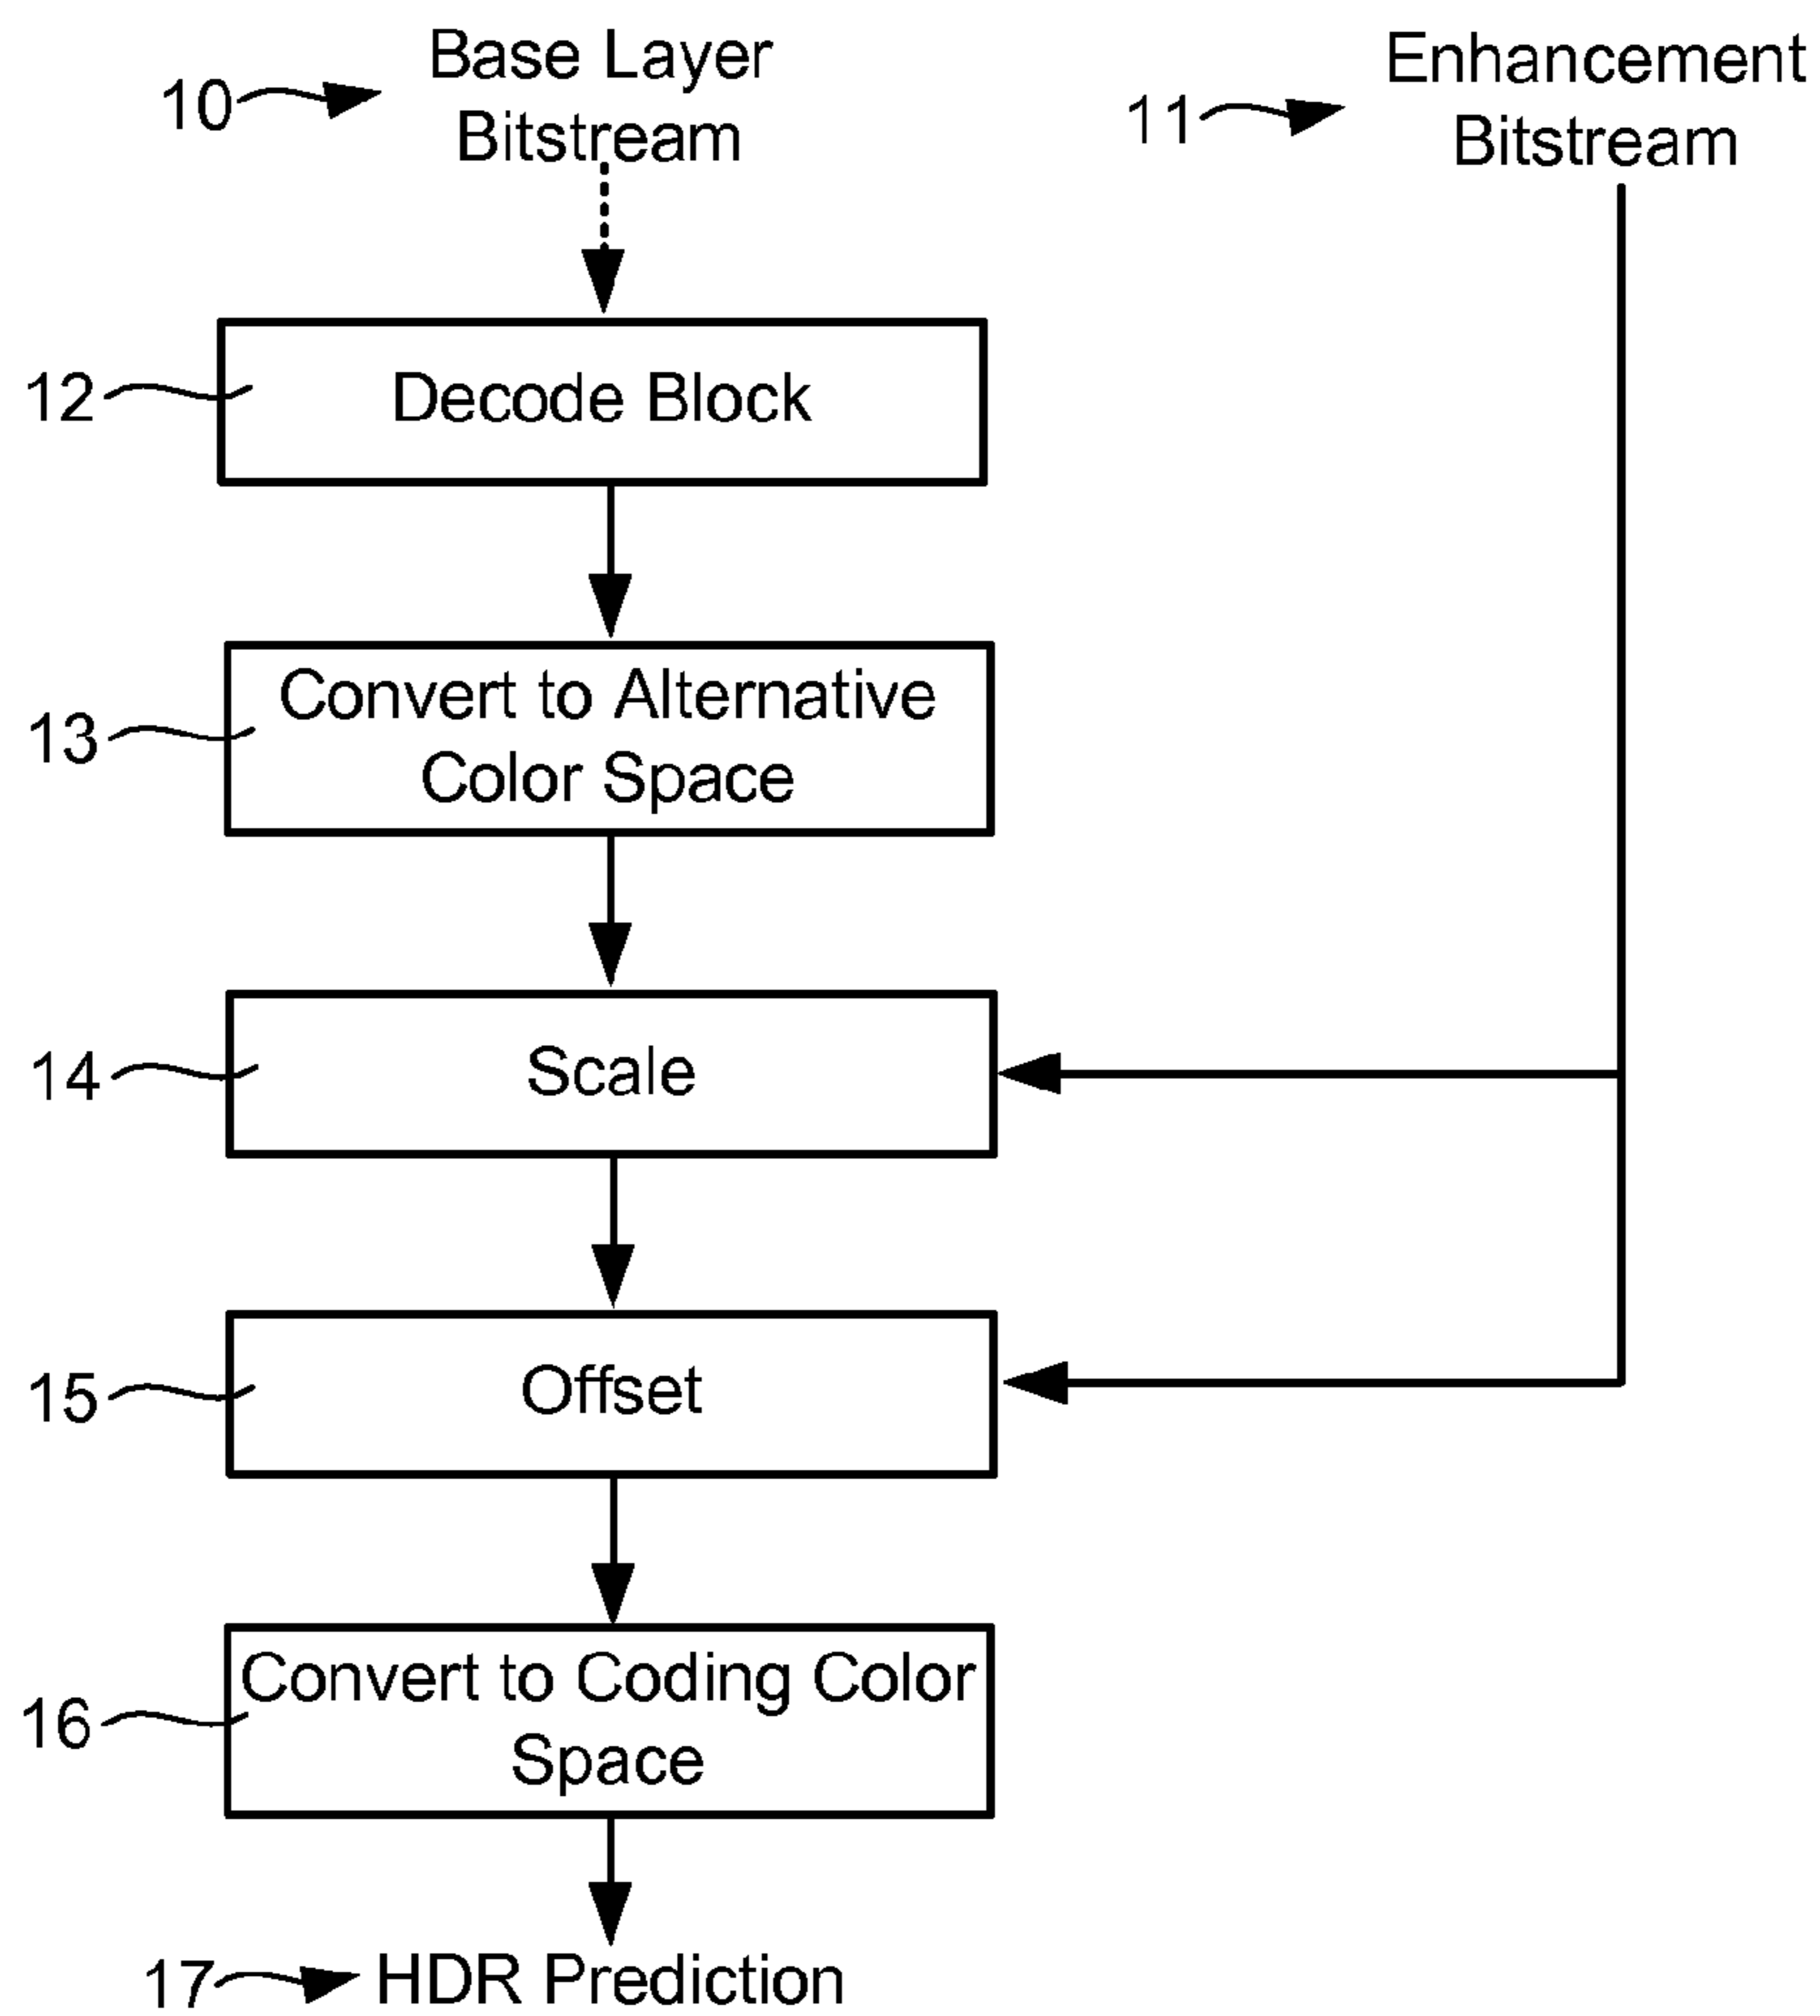 10
Base Layer
Bitstream
11
Enhancement
Bitstream
12
Decode Block
13
Convert to Alternative
Color Space
14
Scale
15
Offset
16
Convert to Coding Color
Space
17
HDR Prediction